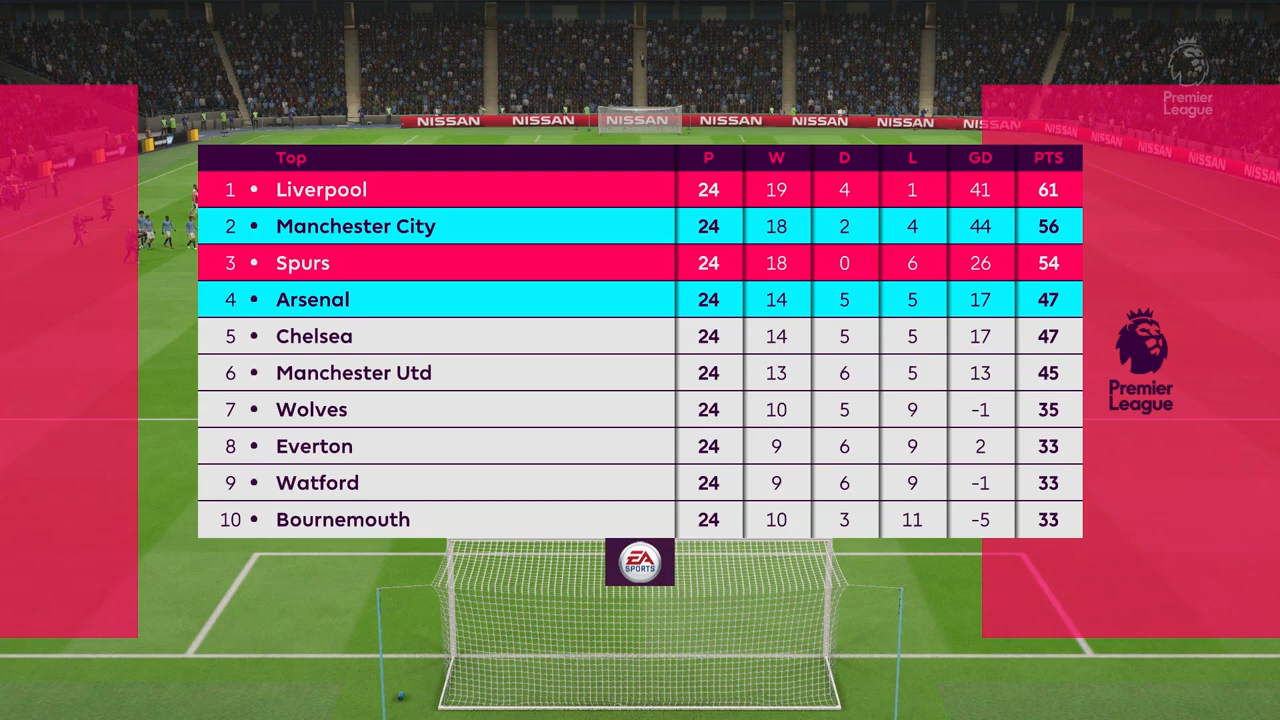 Premier
League
NISSAN NISSAN NISSAN NISSAN NISSAN NISSAN NISSAN NISSAN NISSAN NISSAN NISSAN
Top P W D L GD PTS
1 • Liverpool 24 19 4 1 41 61
2 • Manchester City 24 18 2 4 44 56
3 • Spurs 24 18 0 6 26 54
4 • Arsenal 24 14 5 5 17 47
5 • Chelsea 24 14 5 5 17 47
6 • Manchester Utd 24 13 6 5 13 45
7 • Wolves 24 10 5 9 -1 35
8 • Everton 24 9 6 9 2 33
9 • Watford 24 9 6 9 -1 33
10 • Bournemouth 24 10 3 11 -5 33
Premier
League
EA
SPORTS